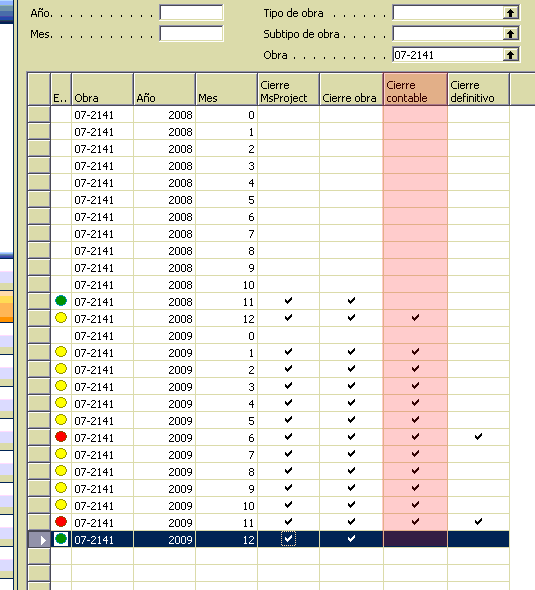 Año. . . . . . . . . . . . Tipo de obra . . . . . . . .
Mes. . . . . . . . . . . . Subtipo de obra . . . . .
Obra . . . . . . . . . . 07-2141
E.. Obra Año Mes Cierre MsProject Cierre obra Cierre contable Cierre definitivo
07-2141 2008 0
07-2141 2008 1
07-2141 2008 2
07-2141 2008 3
07-2141 2008 4
07-2141 2008 5
07-2141 2008 6
07-2141 2008 7
07-2141 2008 8
07-2141 2008 9
07-2141 2008 10
07-2141 2008 11 ✓ ✓
07-2141 2008 12 ✓ ✓ ✓
07-2141 2009 0
07-2141 2009 1 ✓ ✓ ✓
07-2141 2009 2 ✓ ✓ ✓
07-2141 2009 3 ✓ ✓ ✓
07-2141 2009 4 ✓ ✓ ✓
07-2141 2009 5 ✓ ✓ ✓
07-2141 2009 6 ✓ ✓ ✓ ✓
07-2141 2009 7 ✓ ✓ ✓
07-2141 2009 8 ✓ ✓ ✓
07-2141 2009 9 ✓ ✓ ✓
07-2141 2009 10 ✓ ✓ ✓
07-2141 2009 11 ✓ ✓ ✓ ✓
07-2141 2009 12 ✓ ✓